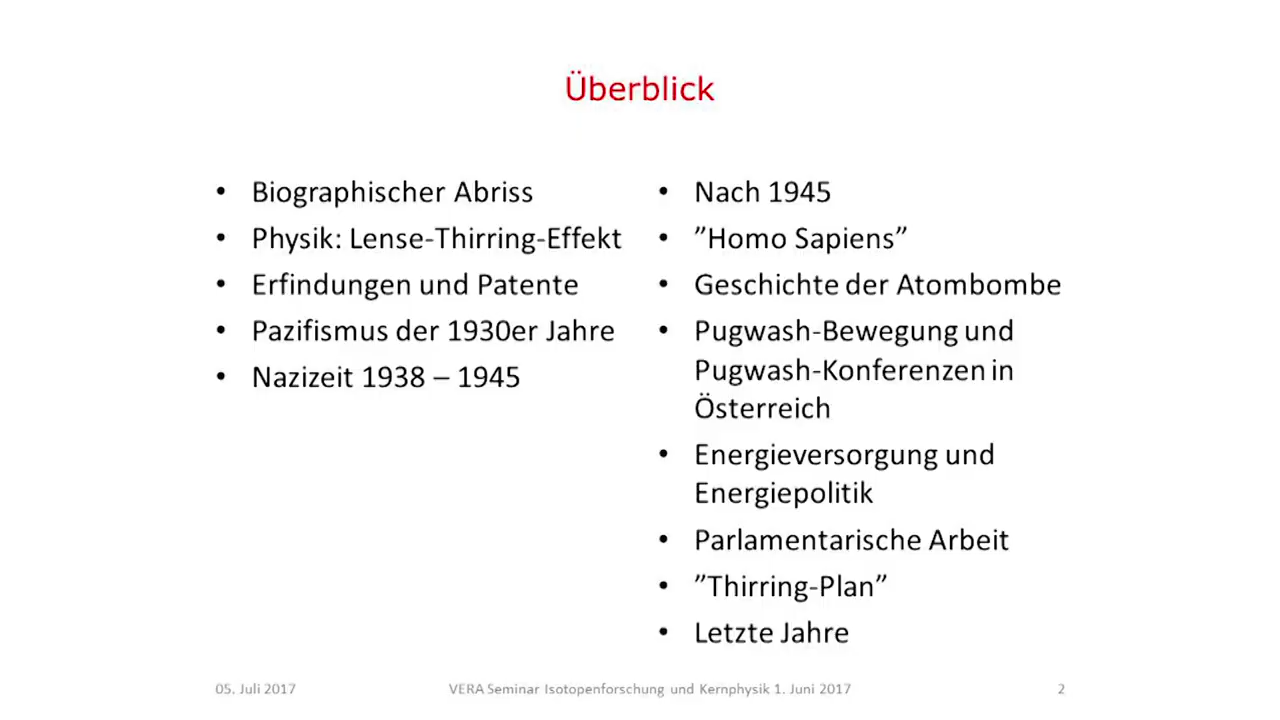 Überblick
• Biographischer Abriss
• Physik: Lense-Thirring-Effekt
• Erfindungen und Patente
• Pazifismus der 1930er Jahre
• Nazizeit 1938 – 1945
• Nach 1945
• ”Homo Sapiens”
• Geschichte der Atombombe
• Pugwash-Bewegung und
Pugwash-Konferenzen in
Österreich
• Energieversorgung und
Energiepolitik
• Parlamentarische Arbeit
• ”Thirring-Plan”
• Letzte Jahre
05. Juli 2017
VERA Seminar Isotopenforschung und Kernphysik 1. Juni 2017
2